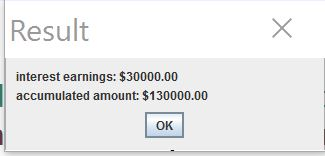 Result
interest earnings: $30000.00
accumulated amount: $130000.00
OK